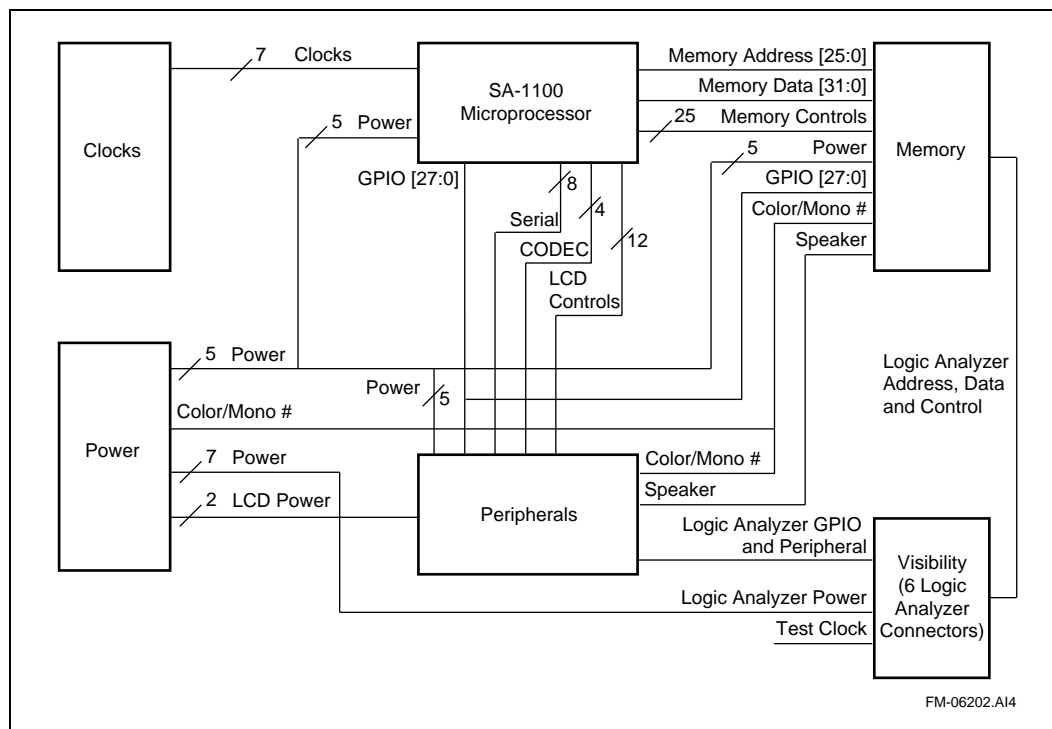 7 Clocks
Memory Address [25:0]
SA-1100
Microprocessor
Memory Data [31:0]
5 Power
25 Memory Controls
Clocks
5 Power
Memory
GPIO [27:0]
8
GPIO [27:0]
4
Color/Mono #
Serial
12
Speaker
CODEC
LCD
Controls
5 Power
Logic Analyzer
Address, Data
and Control
Power
5
Color/Mono #
Power
7 Power
Color/Mono #
2 LCD Power
Speaker
Peripherals
Logic Analyzer GPIO
and Peripheral
Visibility
(6 Logic
Analyzer
Connectors)
Logic Analyzer Power
Test Clock
FM-06202.AI4